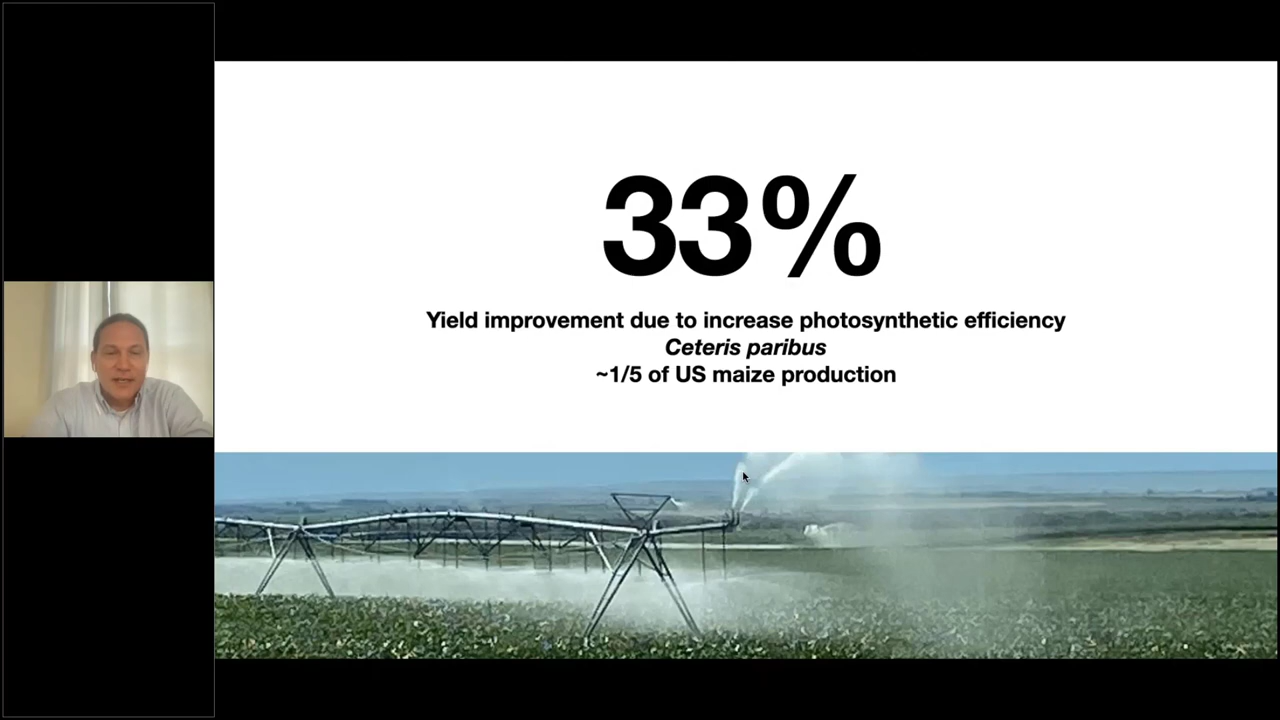 33%
Yield improvement due to increase photosynthetic efficiency
Ceteris paribus
~1/5 of US maize production